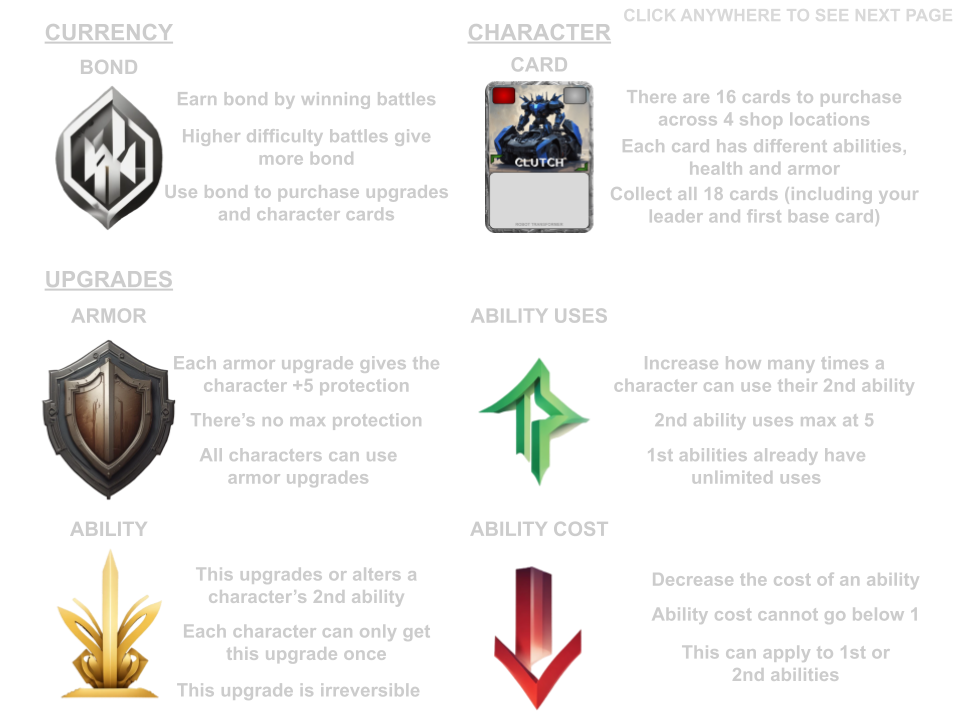 CLICK ANYWHERE TO SEE NEXT PAGE
CURRENCY
BOND
Earn bond by winning battles
Higher difficulty battles give
more bond
Use bond to purchase upgrades
and character cards
CHARACTER
CARD
CLUTCH
There are 16 cards to purchase
across 4 shop locations
Each card has different abilities,
health and armor
Collect all 18 cards (including your
leader and first base card)
UPGRADES
ARMOR
Each armor upgrade gives the
character +5 protection
There's no max protection
All characters can use
armor upgrades
ABILITY USES
Increase how many times a
character can use their 2nd ability
2nd ability uses max at 5
1st abilities already have
unlimited uses
ABILITY
This upgrades or alters a
character's 2nd ability
Each character can only get
this upgrade once
This upgrade is irreversible
ABILITY COST
Decrease the cost of an ability
Ability cost cannot go below 1
This can apply to 1st or
2nd abilities